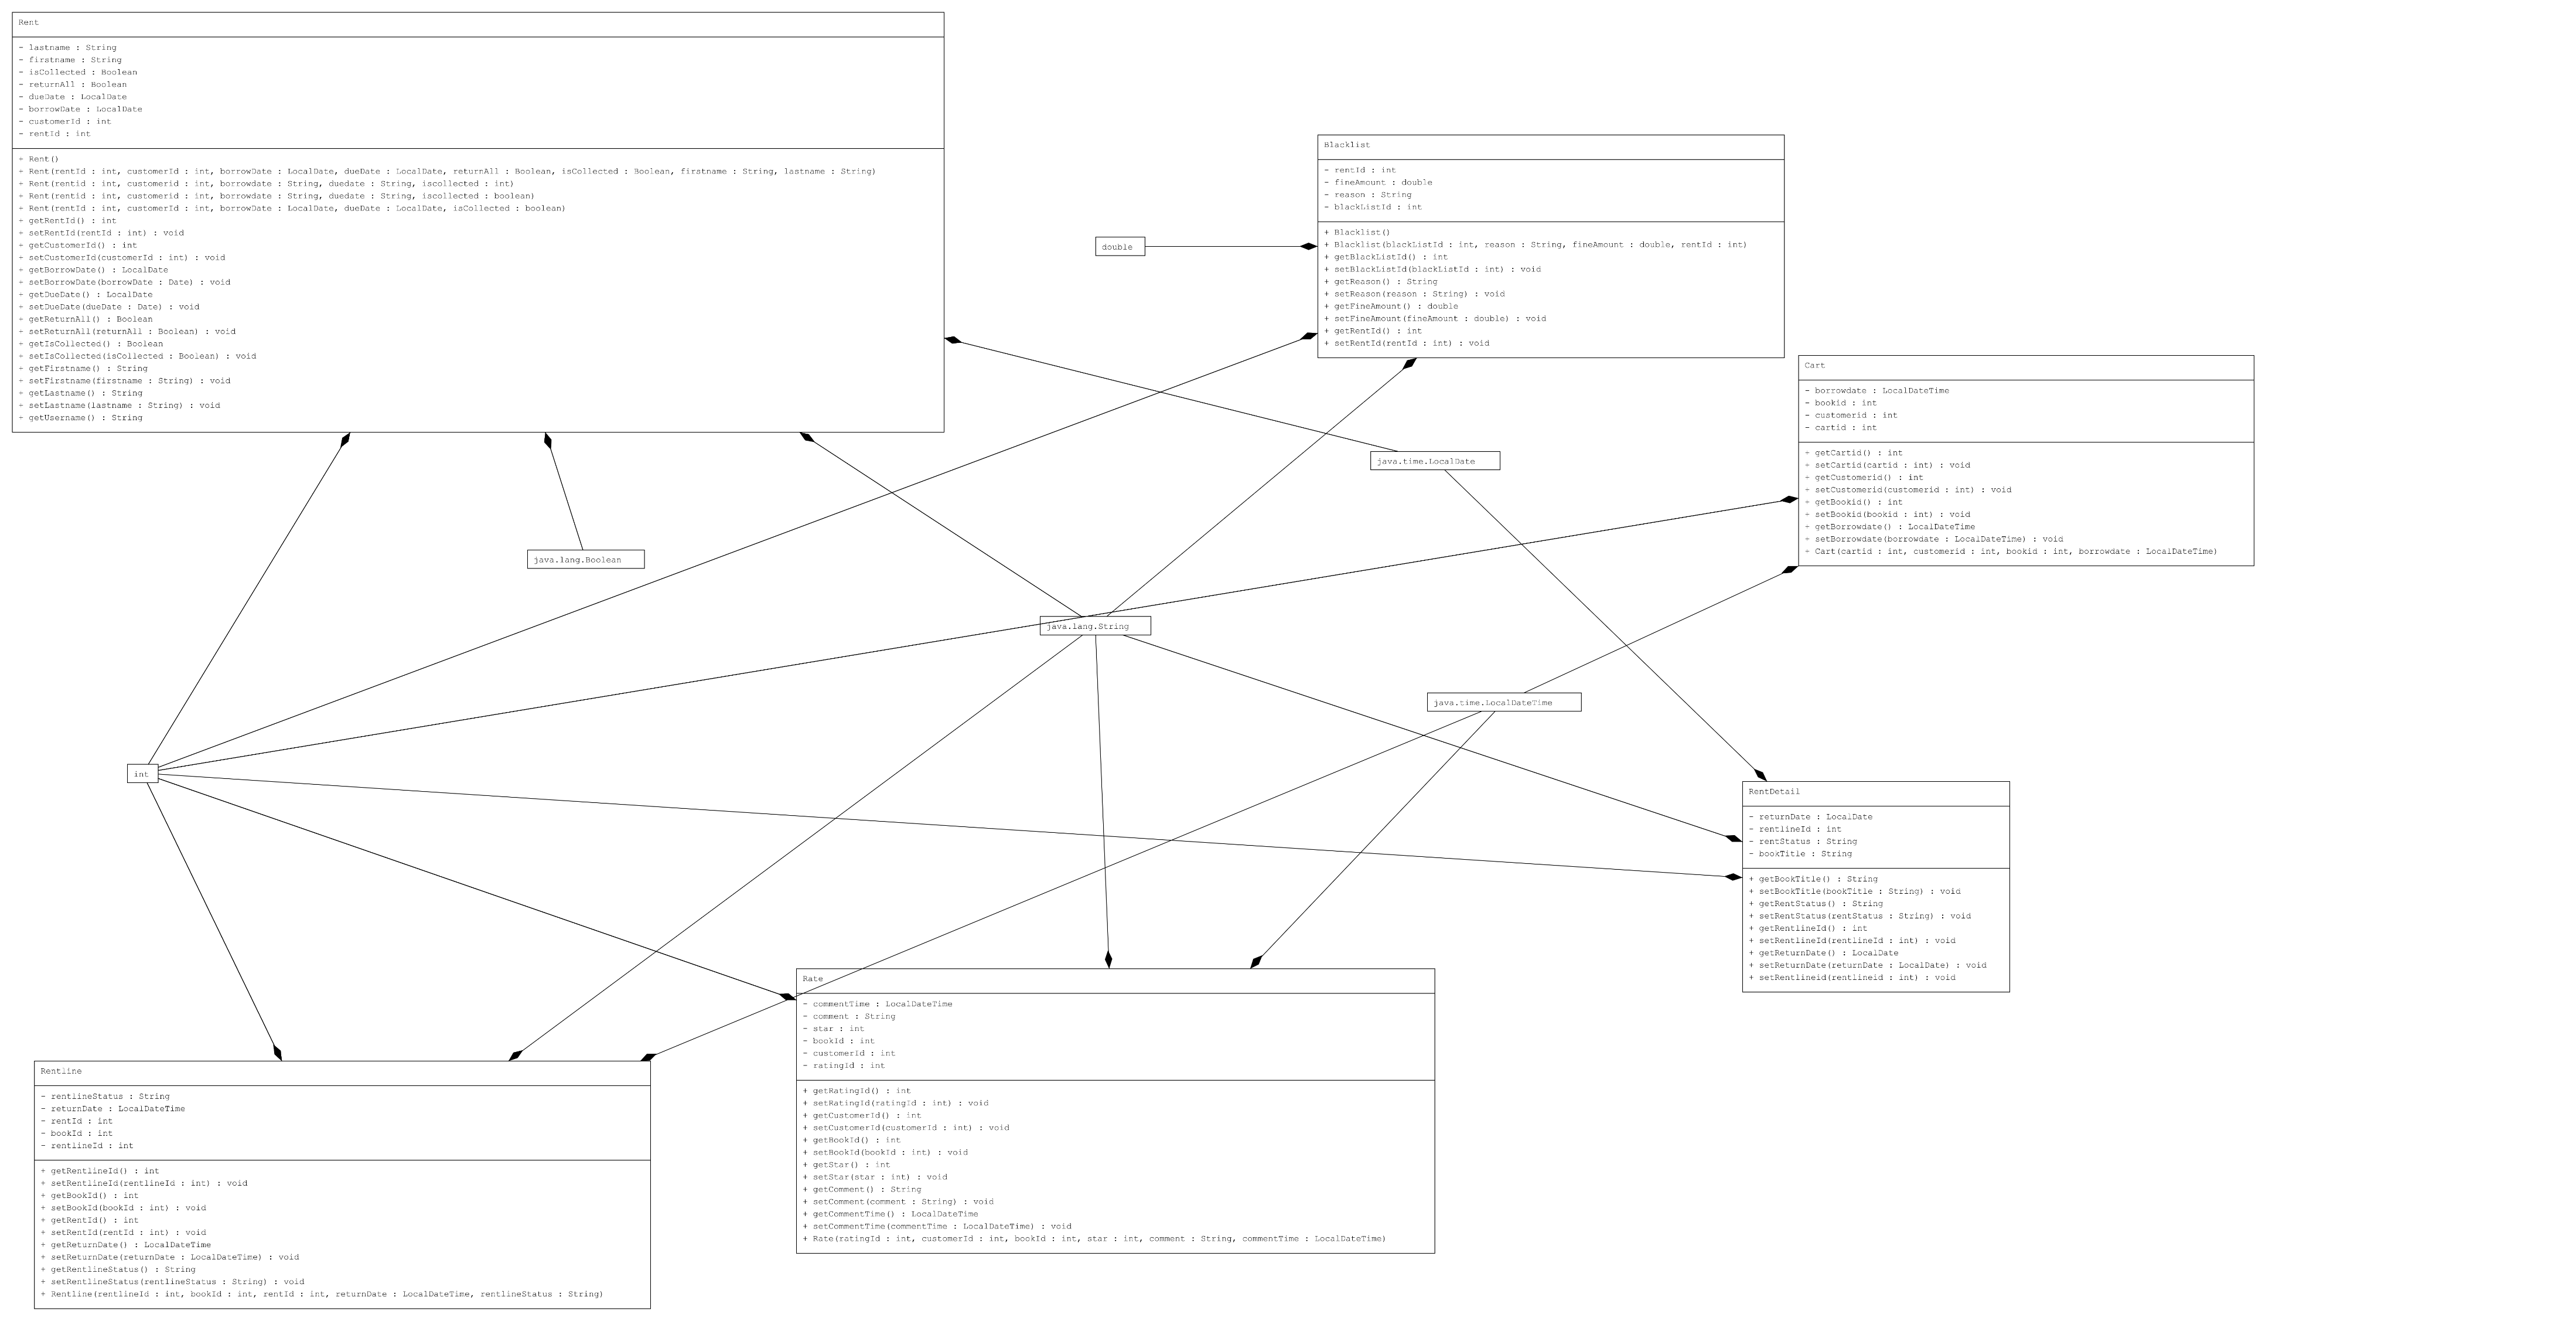 Rent
- lastname : String
- firstname : String
- isCollected : Boolean
- returnAll : Boolean
- dueDate : LocalDate
- borrowDate : LocalDate
- customerId : int
- rentId : int
+ Rent()
+ Rent(rentId : int, customerId : int, borrowDate : LocalDate, dueDate : LocalDate, returnAll : Boolean, isCollected : Boolean, firstname : String, lastname : String)
+ Rent(rentid : int, customerid : int, borrowdate : String, duedate : String, iscollected : int)
+ Rent(rentid : int, customerid : int, borrowdate : String, duedate : String, iscollected : boolean)
+ Rent(rentId : int, customerId : int, borrowDate : LocalDate, dueDate : LocalDate, isCollected : boolean)
+ getRentId() : int
+ setRentId(rentId : int) : void
+ getCustomerId() : int
+ setCustomerId(customerId : int) : void
+ getBorrowDate() : LocalDate
+ setBorrowDate(borrowDate : Date) : void
+ getDueDate() : LocalDate
+ setDueDate(dueDate : Date) : void
+ getReturnAll() : Boolean
+ setReturnAll(returnAll : Boolean) : void
+ getIsCollected() : Boolean
+ setIsCollected(isCollected : Boolean) : void
+ getFirstname() : String
+ setFirstname(firstname : String) : void
+ getLastname() : String
+ setLastname(lastname : String) : void
+ getUsername() : String
Blacklist
- rentId : int
- fineAmount : double
- reason : String
- blackListId : int
+ Blacklist()
+ Blacklist(blackListId : int, reason : String, fineAmount : double, rentId : int)
+ getBlackListId() : int
+ setBlackListId(blackListId : int) : void
+ getReason() : String
+ setReason(reason : String) : void
+ getFineAmount() : double
+ setFineAmount(fineAmount : double) : void
+ getRentId() : int
+ setRentId(rentId : int) : void
double
Cart
- borrowdate : LocalDateTime
- bookid : int
- customerid : int
- cartid : int
+ getCartid() : int
+ setCartid(cartid : int) : void
+ getCustomerid() : int
+ setCustomerid(customerid : int) : void
+ getBookid() : int
+ setBookid(bookid : int) : void
+ getBorrowdate() : LocalDateTime
+ setBorrowdate(borrowdate : LocalDateTime) : void
+ Cart(cartid : int, customerid : int, bookid : int, borrowdate : LocalDateTime)
java.time.LocalDate
java.lang.Boolean
java.lang.String
java.time.LocalDateTime
int
RentDetail
- returnDate : LocalDate
- rentlineId : int
- rentStatus : String
- bookTitle : String
+ getBookTitle() : String
+ setBookTitle(bookTitle : String) : void
+ getRentStatus() : String
+ setRentStatus(rentStatus : String) : void
+ getRentlineId() : int
+ setRentlineId(rentlineId : int) : void
+ getReturnDate() : LocalDate
+ setReturnDate(returnDate : LocalDate) : void
+ setRentlineid(rentlineid : int) : void
Rate
- commentTime : LocalDateTime
- comment : String
- star : int
- bookId : int
- customerId : int
- ratingId : int
+ getRatingId() : int
+ setRatingId(ratingId : int) : void
+ getCustomerId() : int
+ setCustomerId(customerId : int) : void
+ getBookId() : int
+ setBookId(bookId : int) : void
+ getStar() : int
+ setStar(star : int) : void
+ getComment() : String
+ setComment(comment : String) : void
+ getCommentTime() : LocalDateTime
+ setCommentTime(commentTime : LocalDateTime) : void
+ Rate(ratingId : int, customerId : int, bookId : int, star : int, comment : String, commentTime : LocalDateTime)
Rentline
- rentlineStatus : String
- returnDate : LocalDateTime
- rentId : int
- bookId : int
- rentlineId : int
+ getRentlineId() : int
+ setRentlineId(rentlineId : int) : void
+ getBookId() : int
+ setBookId(bookId : int) : void
+ getRentId() : int
+ setRentId(rentId : int) : void
+ getReturnDate() : LocalDateTime
+ setReturnDate(returnDate : LocalDateTime) : void
+ getRentlineStatus() : String
+ setRentlineStatus(rentlineStatus : String) : void
+ Rentline(rentlineId : int, bookId : int, rentId : int, returnDate : LocalDateTime, rentlineStatus : String)